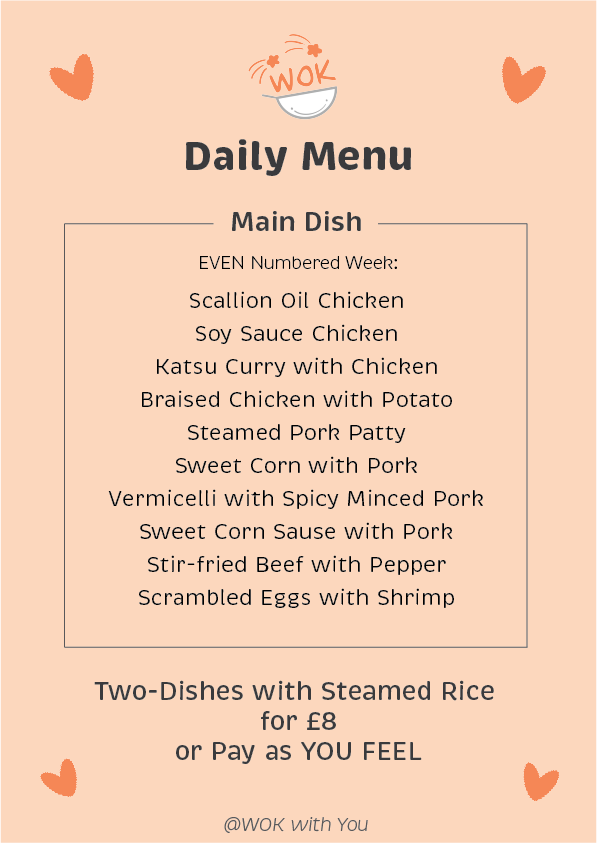 WOK
Daily Menu
Main Dish
EVEN Numbered Week:
Scallion Oil Chicken
Soy Sauce Chicken
Katsu Curry with Chicken
Braised Chicken with Potato
Steamed Pork Patty
Sweet Corn with Pork
Vermicelli with Spicy Minced Pork
Sweet Corn Sause with Pork
Stir-fried Beef with Pepper
Scrambled Eggs with Shrimp
Two-Dishes with Steamed Rice
for £8
or Pay as YOU FEEL
@WOK with You